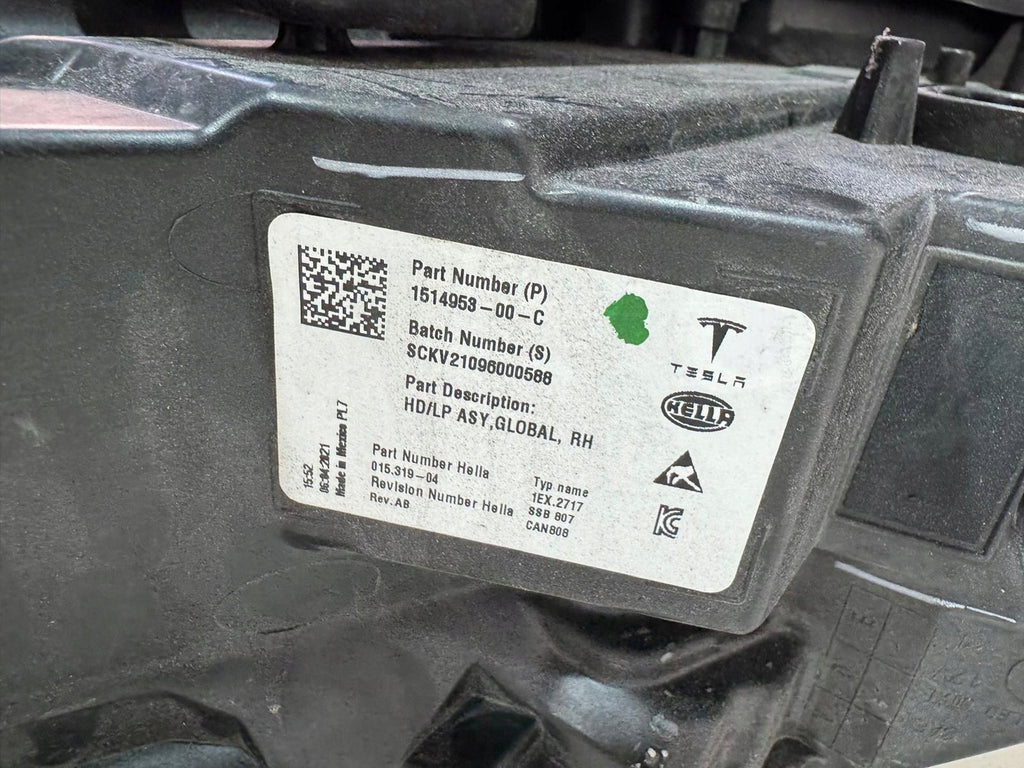 Part Number (P)
1514953-00-C
Batch Number (S)
SCKV21096000588
Part Description:
HD/LP ASY,GLOBAL, RH
Part Number Hella
015.319-04
Revision Number Hella
Rev.AB
Typ name
1EX.2717
SSB 807
CAN808
15:52
06:04:2021
Made in Mexico PL7
TESLA
HELLA
KC